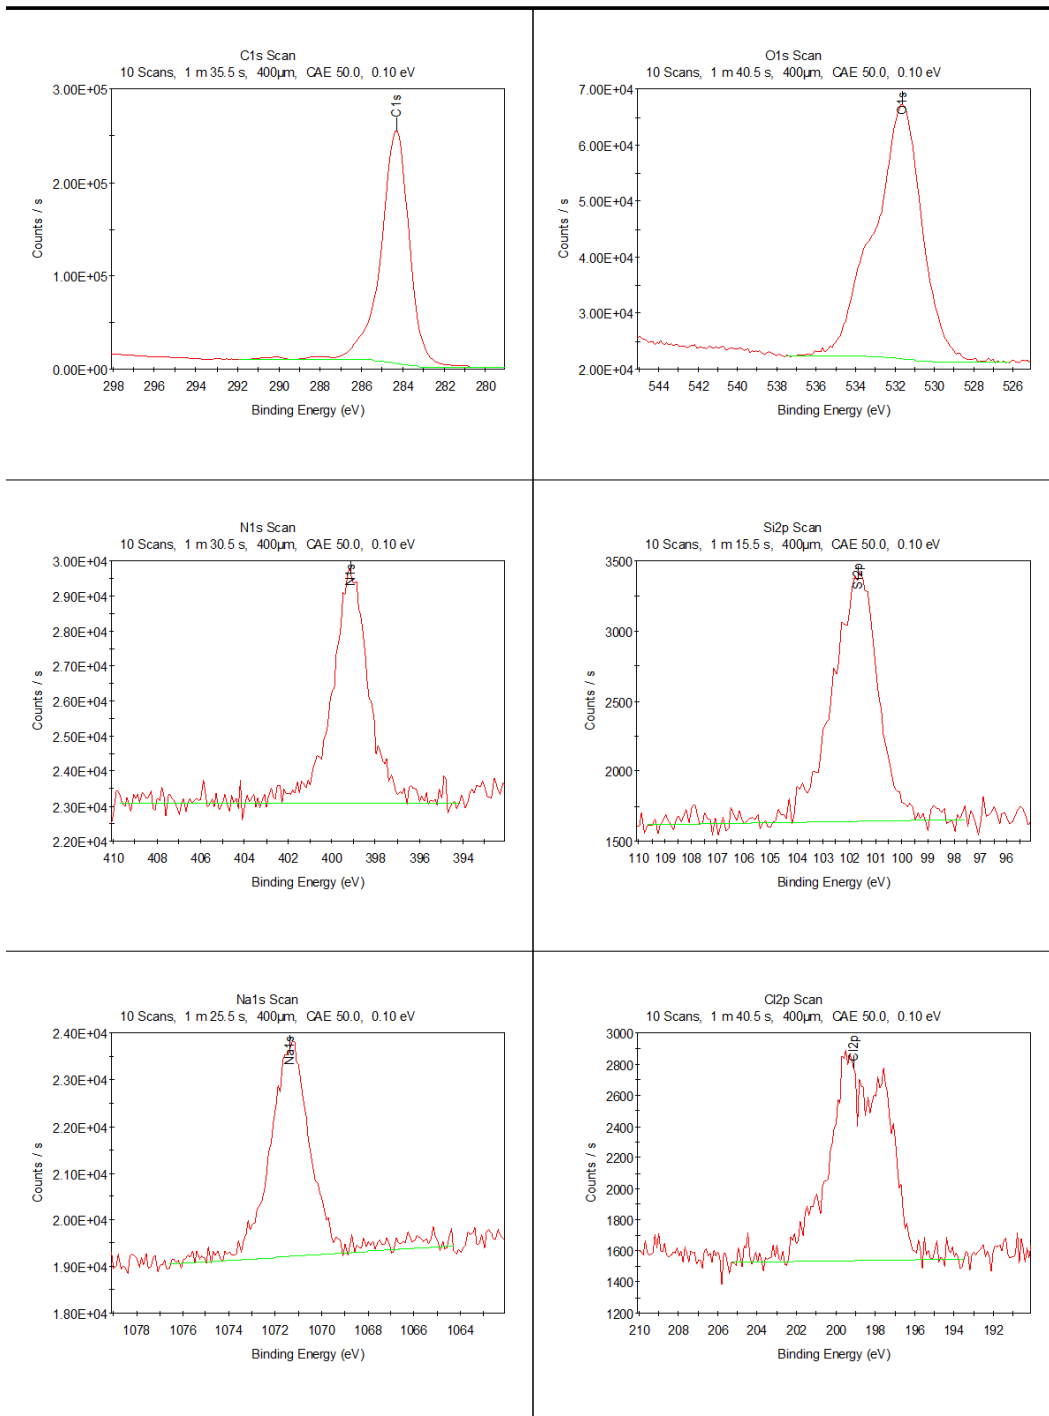 C1s Scan
10 Scans, 1 m 35.5 s, 400µm, CAE 50.0, 0.10 eV
3.00E+05
2.00E+05
1.00E+05
0.00E+00
Counts / s
C1s
298 296 294 292 290 288 286 284 282 280
Binding Energy (eV)
O1s Scan
10 Scans, 1 m 40.5 s, 400µm, CAE 50.0, 0.10 eV
7.00E+04
6.00E+04
5.00E+04
4.00E+04
3.00E+04
2.00E+04
Counts / s
O1s
544 542 540 538 536 534 532 530 528 526
Binding Energy (eV)
N1s Scan
10 Scans, 1 m 30.5 s, 400µm, CAE 50.0, 0.10 eV
3.00E+04
2.90E+04
2.80E+04
2.70E+04
2.60E+04
2.50E+04
2.40E+04
2.30E+04
2.20E+04
Counts / s
N1s
410 408 406 404 402 400 398 396 394
Binding Energy (eV)
Si2p Scan
10 Scans, 1 m 15.5 s, 400µm, CAE 50.0, 0.10 eV
3500
3000
2500
2000
1500
Counts / s
Si2p
110 109 108 107 106 105 104 103 102 101 100 99 98 97 96
Binding Energy (eV)
Na1s Scan
10 Scans, 1 m 25.5 s, 400µm, CAE 50.0, 0.10 eV
2.40E+04
2.30E+04
2.20E+04
2.10E+04
2.00E+04
1.90E+04
1.80E+04
Counts / s
Na1s
1078 1076 1074 1072 1070 1068 1066 1064
Binding Energy (eV)
Cl2p Scan
10 Scans, 1 m 40.5 s, 400µm, CAE 50.0, 0.10 eV
3000
2800
2600
2400
2200
2000
1800
1600
1400
1200
Counts / s
Cl2p
210 208 206 204 202 200 198 196 194 192
Binding Energy (eV)